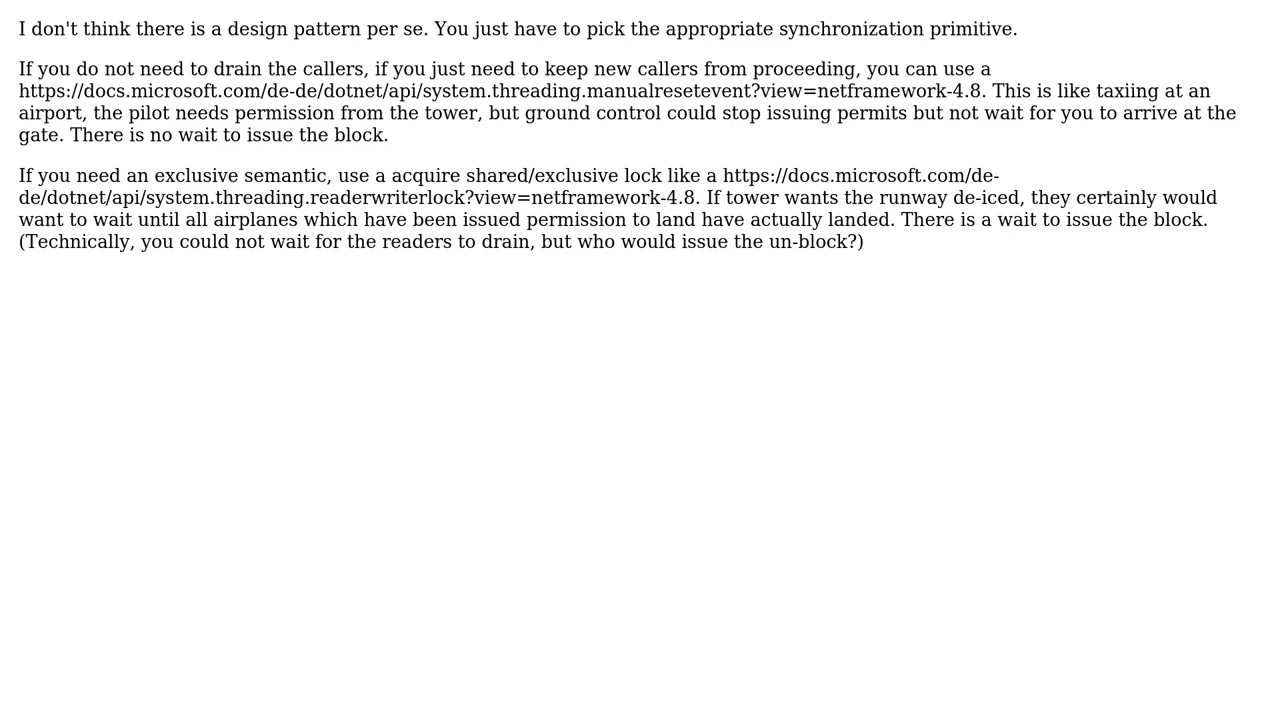 I don't think there is a design pattern per se. You just have to pick the appropriate synchronization primitive.
If you do not need to drain the callers, if you just need to keep new callers from proceeding, you can use a
https://docs.microsoft.com/de-de/dotnet/api/system.threading.manualresetevent?view=netframework-4.8. This is like taxiing at an
airport, the pilot needs permission from the tower, but ground control could stop issuing permits but not wait for you to arrive at the
gate. There is no wait to issue the block.
If you need an exclusive semantic, use a acquire shared/exclusive lock like a https://docs.microsoft.com/de-
de/dotnet/api/system.threading.readerwriterlock?view=netframework-4.8. If tower wants the runway de-iced, they certainly would
want to wait until all airplanes which have been issued permission to land have actually landed. There is a wait to issue the block.
(Technically, you could not wait for the readers to drain, but who would issue the un-block?)